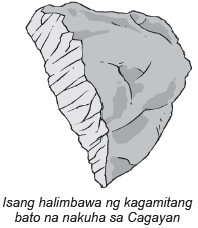 Isang halimbawa ng kagamitang
bato na nakuha sa Cagayan